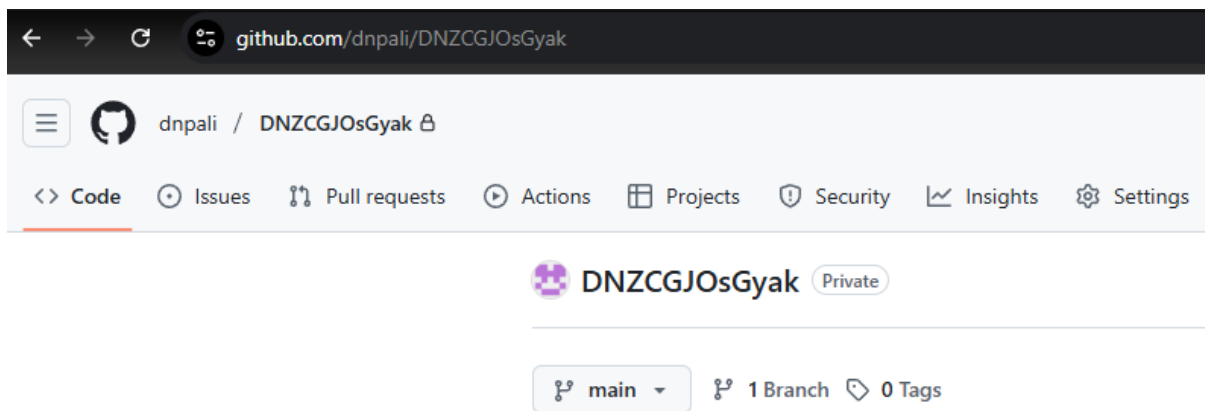 github.com/dnpali/DNZCGJOsGyak
dnpali / DNZCGJOsGyak
<> Code Issues Pull requests Actions Projects Security Insights Settings
DNZCGJOsGyak Private
main 1 Branch 0 Tags